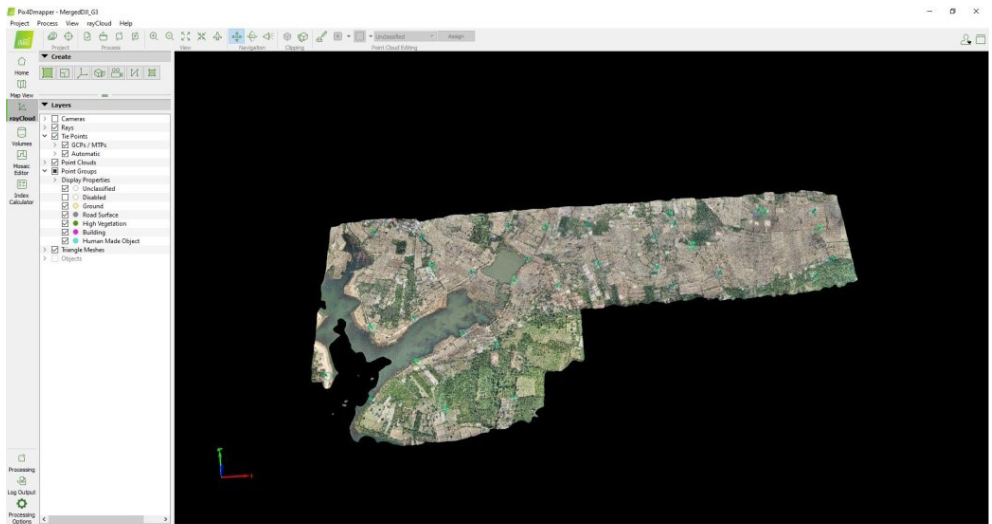 Pix4Dmapper - MergedDIII_G3
Project Process View rayCloud Help
Project Process View Navigation Clipping Point Cloud Editing
Unclassified Assign
Home
Map View
rayCloud
Volumes
Mosaic
Editor
Index
Calculator
Create
Layers
Cameras
Rays
Tie Points
GCPs / MTPs
Automatic
Point Clouds
Point Groups
Display Properties
Unclassified
Disabled
Ground
Road Surface
High Vegetation
Building
Human Made Object
Triangle Meshes
Objects
Processing
Log Output
Processing
Options